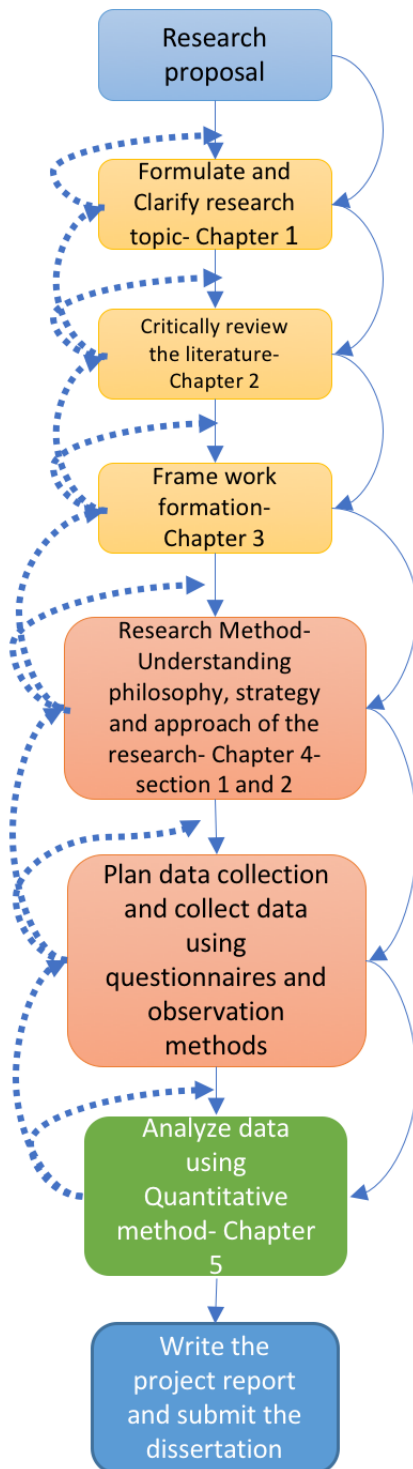 Research
proposal
Formulate and
Clarify research
topic- Chapter 1
Critically review
the literature-
Chapter 2
Frame work
formation-
Chapter 3
Research Method-
Understanding
philosophy, strategy
and approach of the
research- Chapter 4-
section 1 and 2
Plan data collection
and collect data
using
questionnaires and
observation
methods
Analyze data
using
Quantitative
method- Chapter
5
Write the
project report
and submit the
dissertation